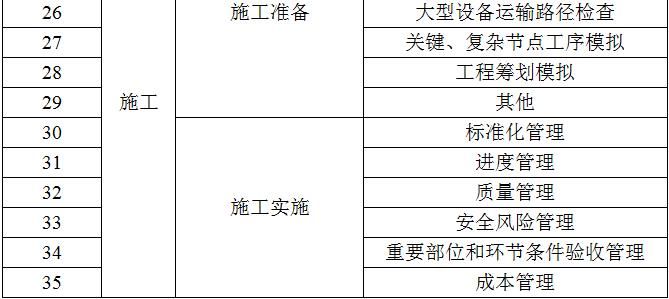 26 施工准备 大型设备运输路径检查
27 关键、复杂节点工序模拟
28 工程筹划模拟
29 施工 其他
30 标准化管理
31 进度管理
32 质量管理
施工实施
33 安全风险管理
34 重要部位和环节条件验收管理
35 成本管理